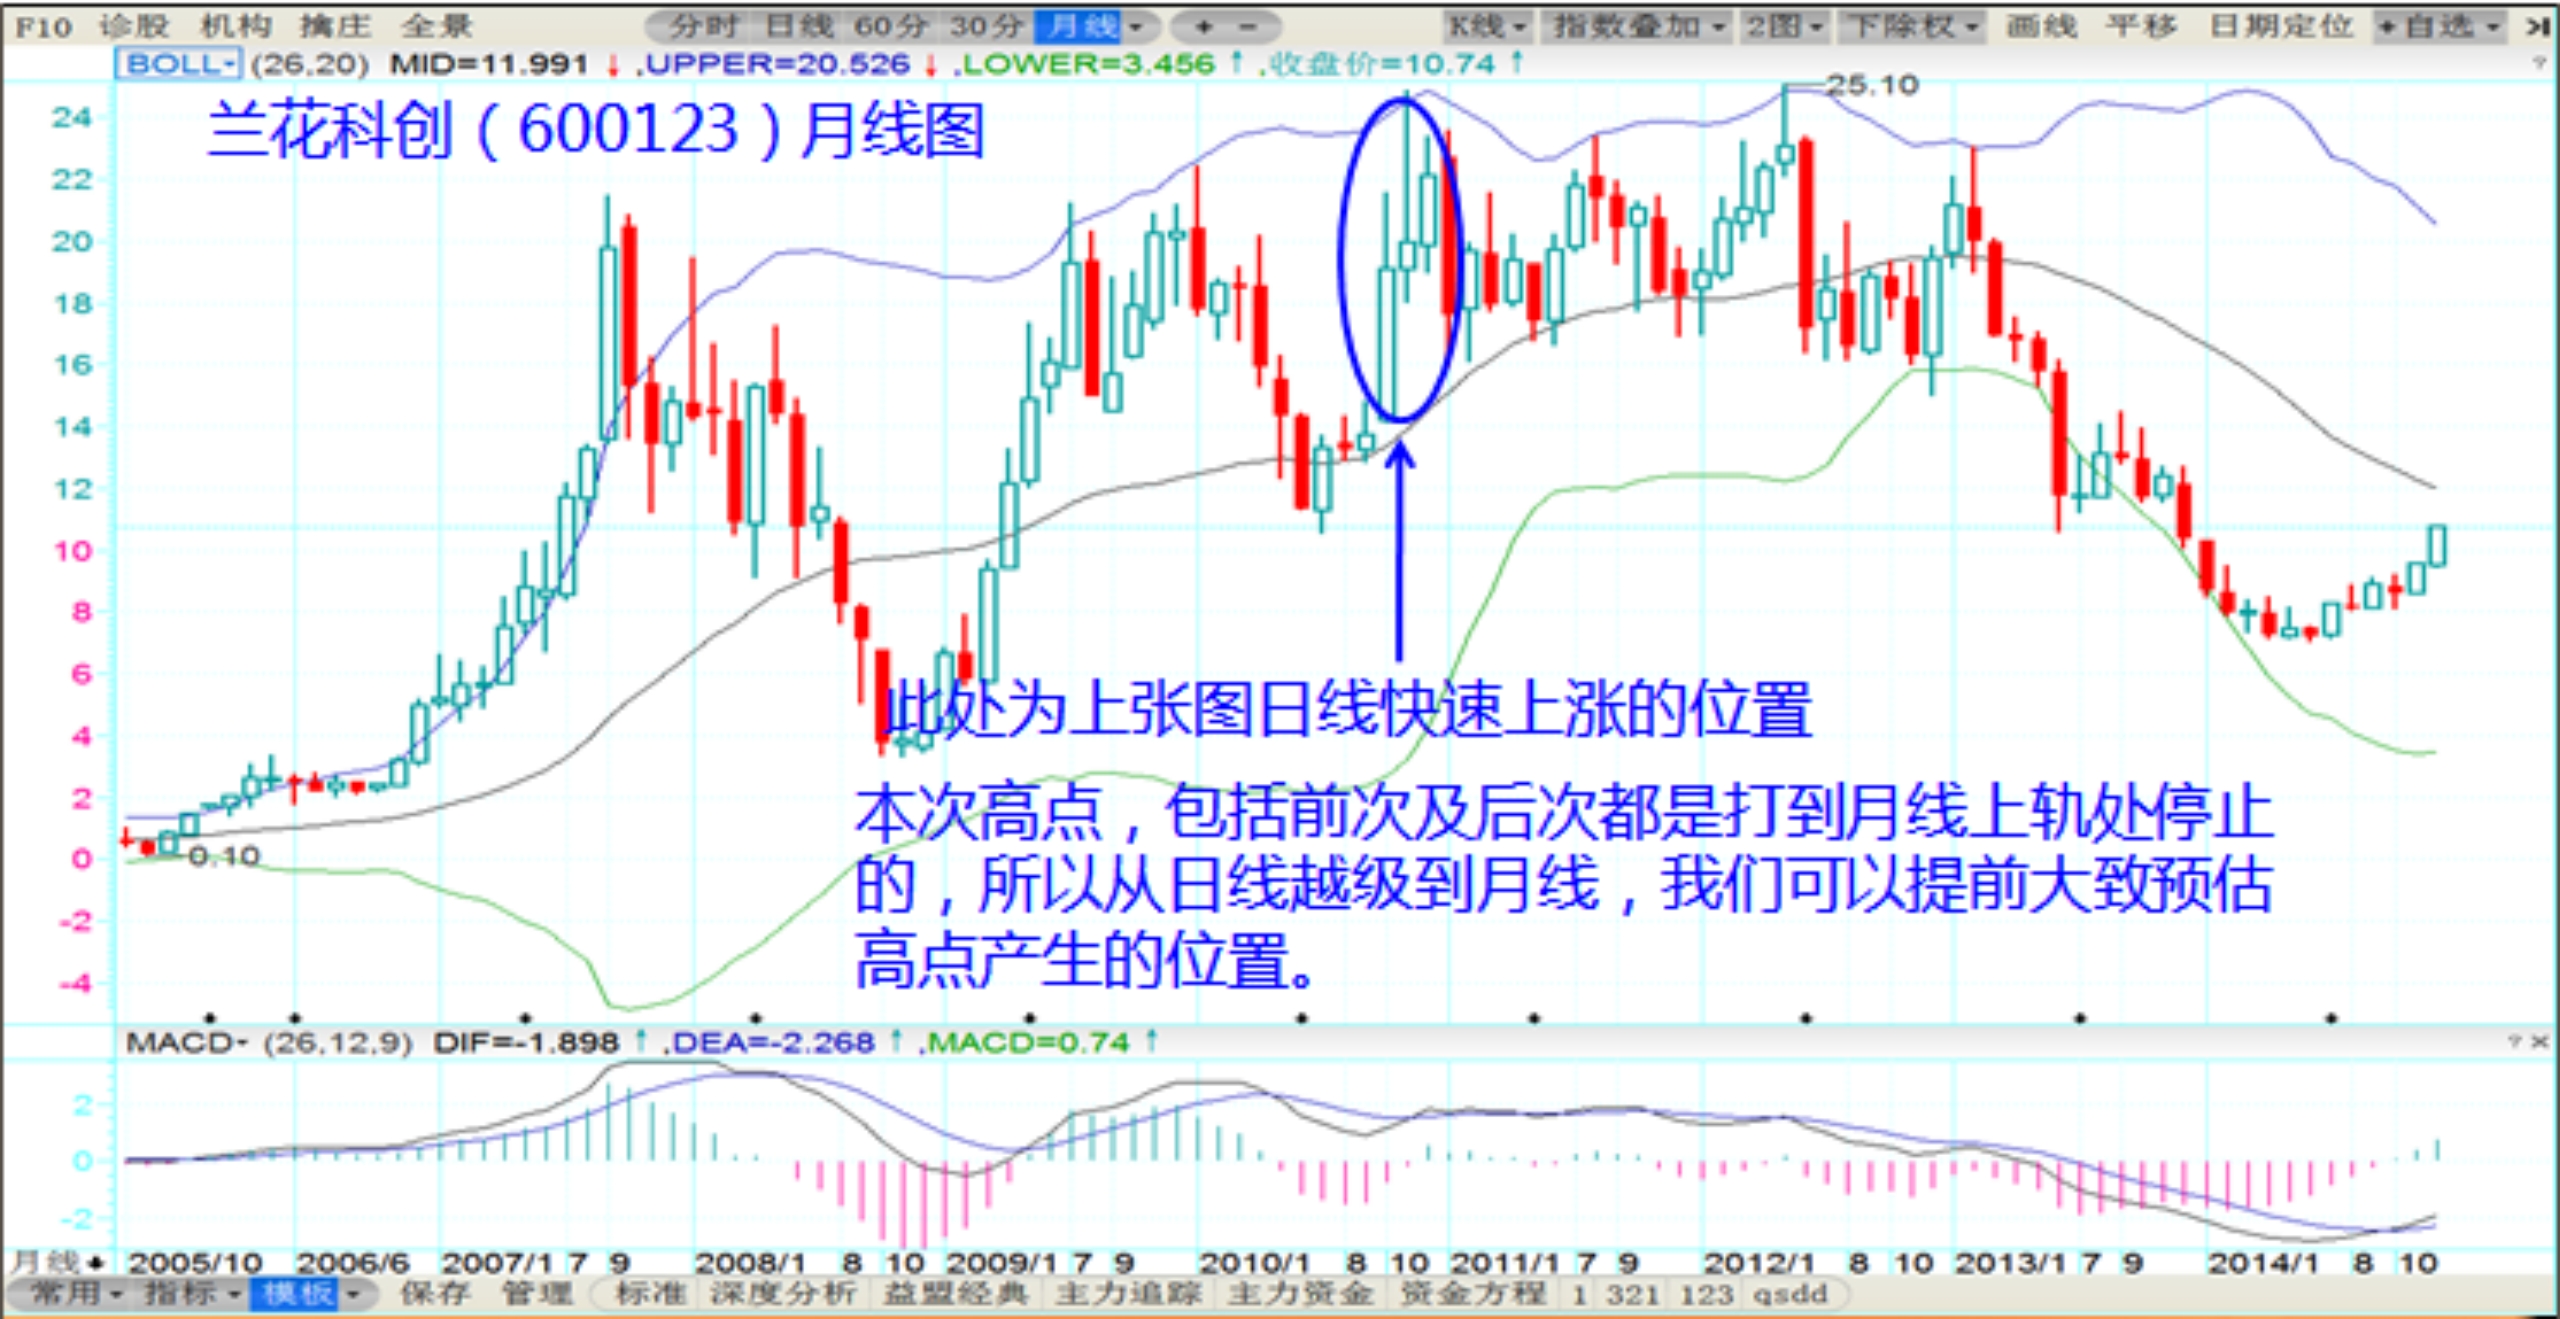 F10 诊股 机构 擒庄 全景 分时 日线 60分 30分 月线 + - K线 指数叠加 2图 下除权 画线 平移 日期定位 +自选
BOLL (26,20) MID=11.991 ↓ ,UPPER=20.526 ↓ ,LOWER=3.456 ↑ ,收盘价=10.74 ↑ ?
25.10
兰花科创（600123）月线图
24
22
20
18
16
14
12
10
8
6
4
2
0
-2
-4
0.10
此处为上张图日线快速上涨的位置
本次高点，包括前次及后次都是打到月线上轨处停止
的，所以从日线越级到月线，我们可以提前大致预估
高点产生的位置。
MACD (26,12,9) DIF=-1.898 ↑ ,DEA=-2.268 ↑ ,MACD=0.74 ↑ ? ×
2
0
-2
月线 2005/10 2006/6 2007/1 7 9 2008/1 8 10 2009/1 7 9 2010/1 8 10 2011/1 7 9 2012/1 8 10 2013/1 7 9 2014/1 8 10
常用 指标 模板 保存 管理 标准 深度分析 益盟经典 主力追踪 主力资金 资金方程 1 321 123 qsdd